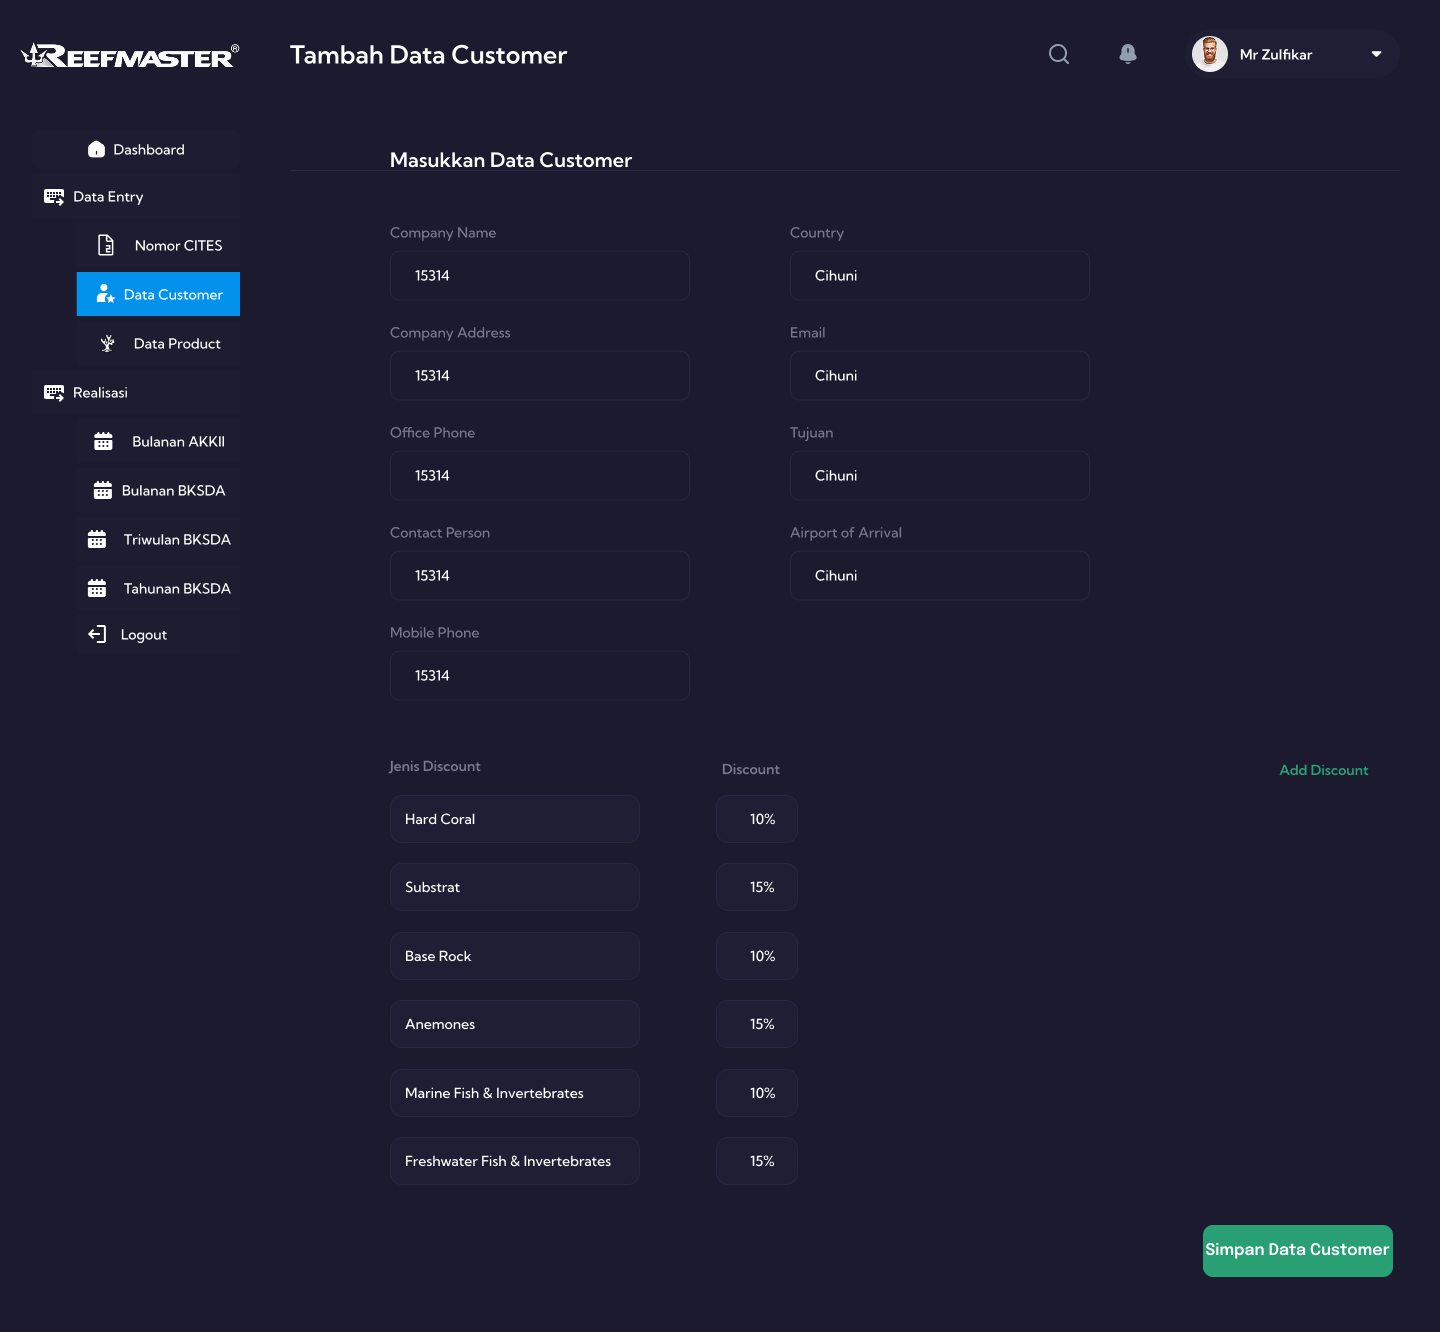 REEFMASTER®
Tambah Data Customer
Mr Zulfikar
Dashboard
Data Entry
Nomor CITES
Data Customer
Data Product
Realisasi
Bulanan AKKII
Bulanan BKSDA
Triwulan BKSDA
Tahunan BKSDA
Logout
Masukkan Data Customer
Company Name
15314
Country
Cihuni
Company Address
15314
Email
Cihuni
Office Phone
15314
Tujuan
Cihuni
Contact Person
15314
Airport of Arrival
Cihuni
Mobile Phone
15314
Jenis Discount
Discount
Add Discount
Hard Coral
10%
Substrat
15%
Base Rock
10%
Anemones
15%
Marine Fish & Invertebrates
10%
Freshwater Fish & Invertebrates
15%
Simpan Data Customer